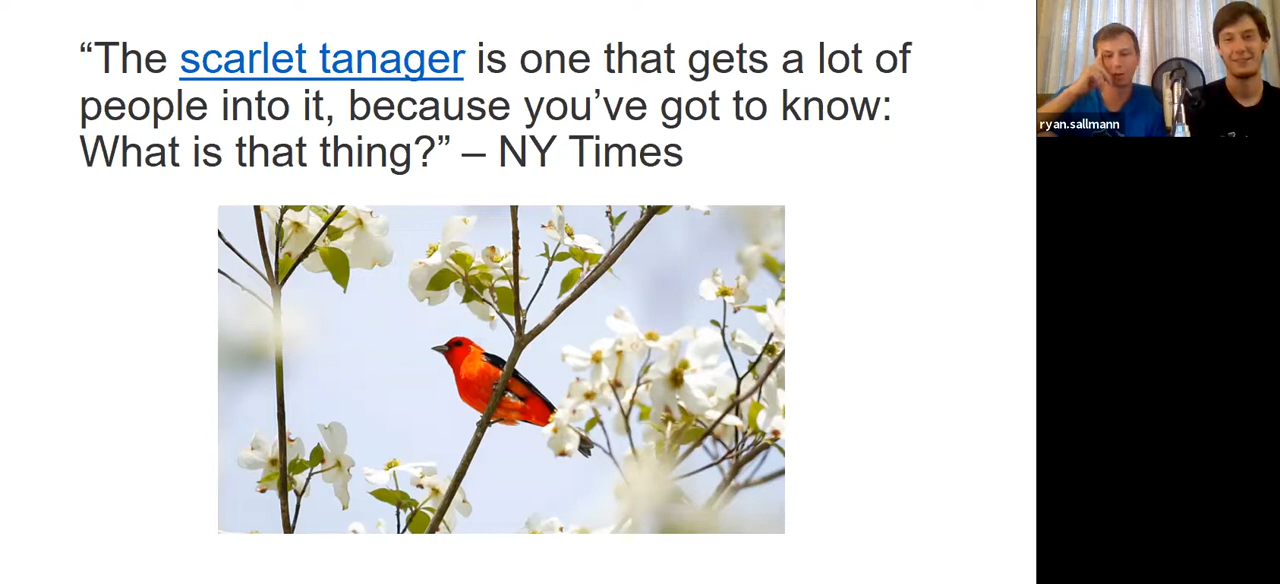 “The scarlet tanager is one that gets a lot of
people into it, because you’ve got to know:
What is that thing?” – NY Times
ryan.sallmann